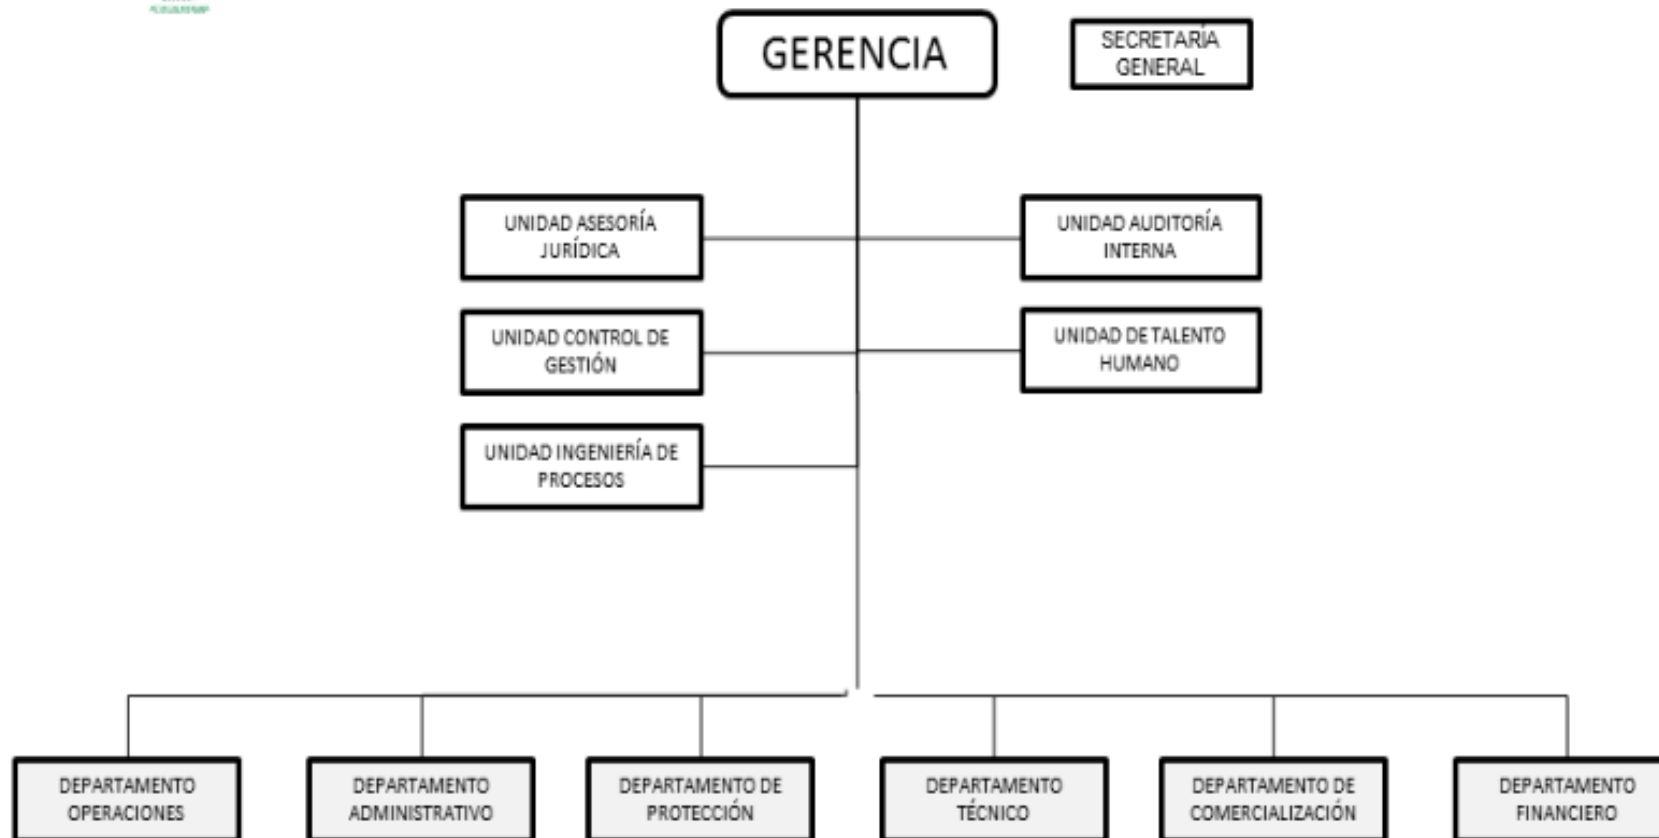 GERENCIA
SECRETARÍA
GENERAL
UNIDAD ASESORÍA
JURÍDICA
UNIDAD AUDITORÍA
INTERNA
UNIDAD CONTROL DE
GESTIÓN
UNIDAD DE TALENTO
HUMANO
UNIDAD INGENIERÍA DE
PROCESOS
DEPARTAMENTO
OPERACIONES
DEPARTAMENTO
ADMINISTRATIVO
DEPARTAMENTO DE
PROTECCIÓN
DEPARTAMENTO
TÉCNICO
DEPARTAMENTO DE
COMERCIALIZACIÓN
DEPARTAMENTO
FINANCIERO